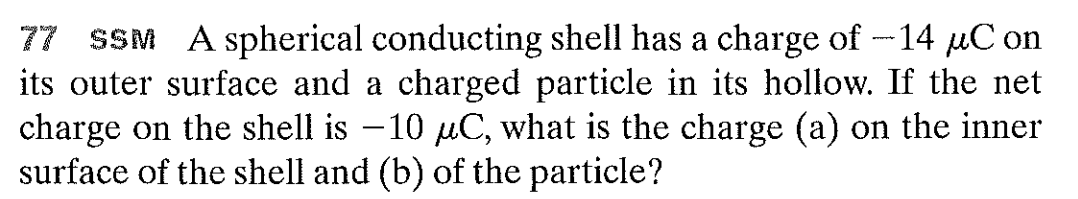 77 SSM A spherical conducting shell has a charge of −14 μC on
its outer surface and a charged particle in its hollow. If the net
charge on the shell is −10 μC, what is the charge (a) on the inner
surface of the shell and (b) of the particle?